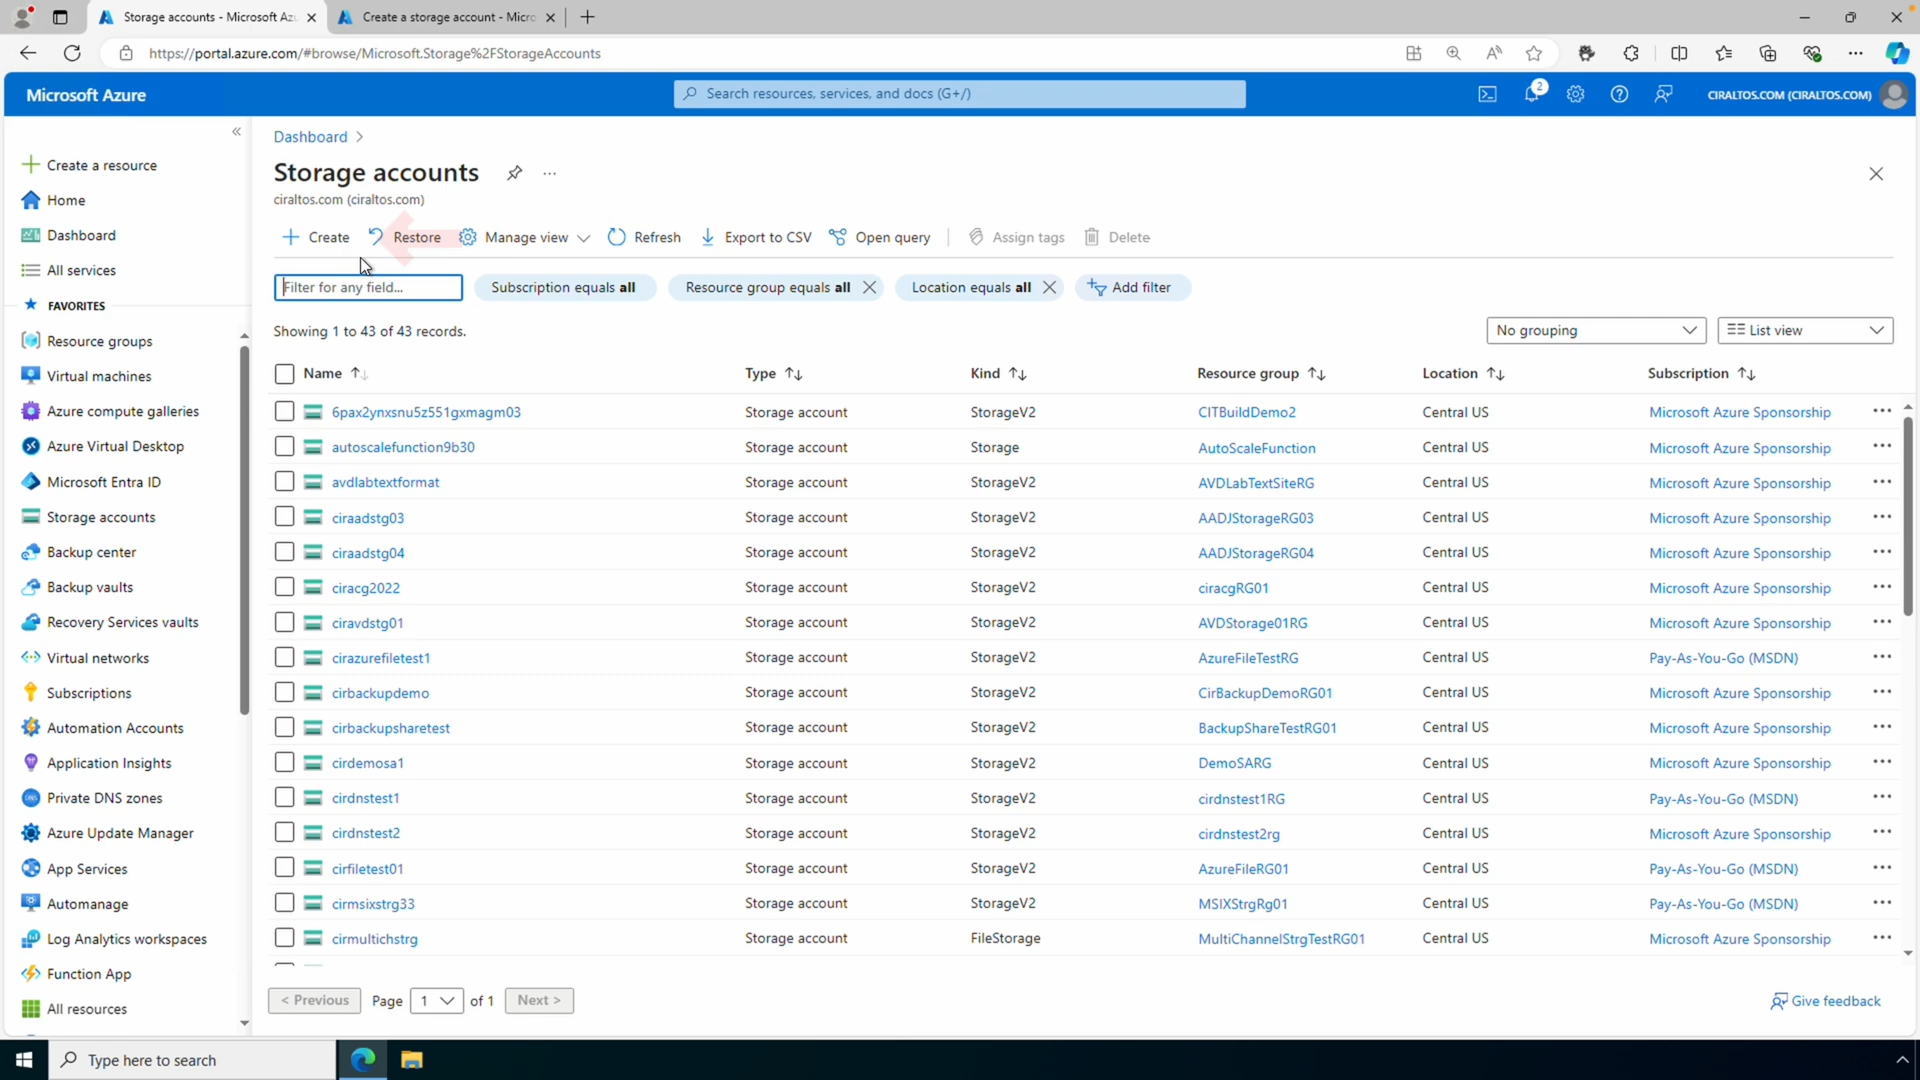 Storage accounts - Microsoft Az
Create a storage account - Micro
https://portal.azure.com/#browse/Microsoft.Storage%2FStorageAccounts
Microsoft Azure
Search resources, services, and docs (G+/)
2
CIRALTOS.COM (CIRALTOS.COM)
Create a resource
Home
Dashboard
All services
FAVORITES
Resource groups
Virtual machines
Azure compute galleries
Azure Virtual Desktop
Microsoft Entra ID
Storage accounts
Backup center
Backup vaults
Recovery Services vaults
Virtual networks
Subscriptions
Automation Accounts
Application Insights
Private DNS zones
Azure Update Manager
App Services
Automanage
Log Analytics workspaces
Function App
All resources
Dashboard >
Storage accounts
ciraltos.com (ciraltos.com)
Create Restore Manage view Refresh Export to CSV Open query Assign tags Delete
Filter for any field... Subscription equals all Resource group equals all Location equals all Add filter
Showing 1 to 43 of 43 records.
No grouping List view
Name Type Kind Resource group Location Subscription
6pax2ynxsnu5z551gxmagm03 Storage account StorageV2 CITBuildDemo2 Central US Microsoft Azure Sponsorship
autoscalefunction9b30 Storage account Storage AutoScaleFunction Central US Microsoft Azure Sponsorship
avdlabtextformat Storage account StorageV2 AVDLabTextSiteRG Central US Microsoft Azure Sponsorship
ciraadstg03 Storage account StorageV2 AADJStorageRG03 Central US Microsoft Azure Sponsorship
ciraadstg04 Storage account StorageV2 AADJStorageRG04 Central US Microsoft Azure Sponsorship
ciracg2022 Storage account StorageV2 ciracgRG01 Central US Microsoft Azure Sponsorship
ciravdstg01 Storage account StorageV2 AVDStorage01RG Central US Microsoft Azure Sponsorship
cirazurefiletest1 Storage account StorageV2 AzureFileTestRG Central US Pay-As-You-Go (MSDN)
cirbackupdemo Storage account StorageV2 CirBackupDemoRG01 Central US Microsoft Azure Sponsorship
cirbackupsharetest Storage account StorageV2 BackupShareTestRG01 Central US Microsoft Azure Sponsorship
cirdemosa1 Storage account StorageV2 DemoSARG Central US Microsoft Azure Sponsorship
cirdnstest1 Storage account StorageV2 cirdnstest1RG Central US Pay-As-You-Go (MSDN)
cirdnstest2 Storage account StorageV2 cirdnstest2rg Central US Microsoft Azure Sponsorship
cirfiletest01 Storage account StorageV2 AzureFileRG01 Central US Pay-As-You-Go (MSDN)
cirmsixstrg33 Storage account StorageV2 MSIXStrgRg01 Central US Pay-As-You-Go (MSDN)
cirmultichstrg Storage account FileStorage MultiChannelStrgTestRG01 Central US Microsoft Azure Sponsorship
< Previous Page 1 of 1 Next >
Give feedback
Type here to search